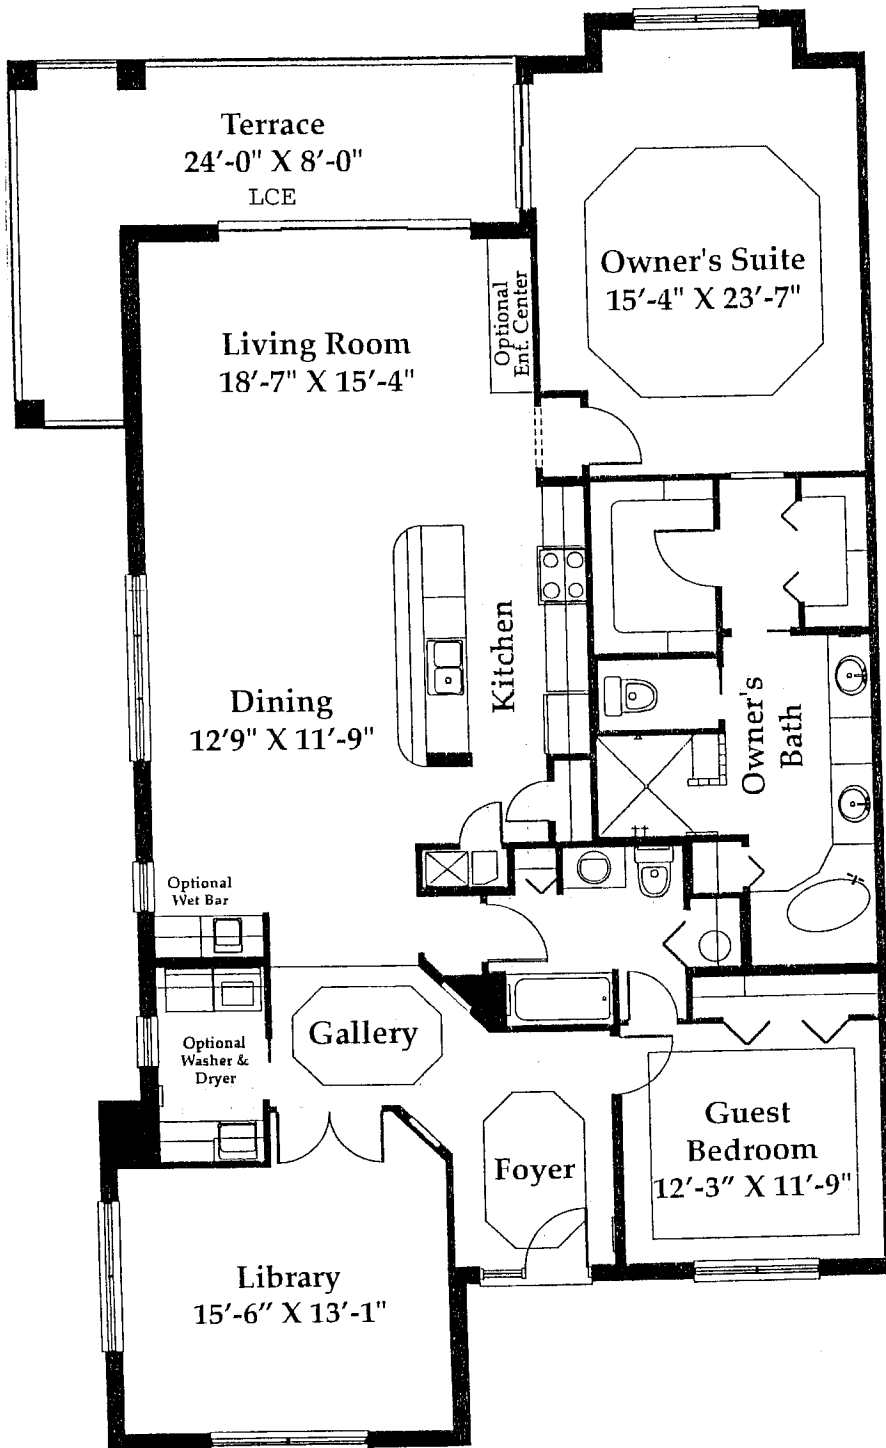 Terrace
24'-0" X 8'-0"
LCE
Owner's Suite
15'-4" X 23'-7"
Optional
Ent. Center
Living Room
18'-7" X 15'-4"
Kitchen
Dining
12'9" X 11'-9"
Owner's
Bath
Optional
Wet Bar
Gallery
Optional
Washer &
Dryer
Guest
Bedroom
12'-3" X 11'-9"
Foyer
Library
15'-6" X 13'-1"